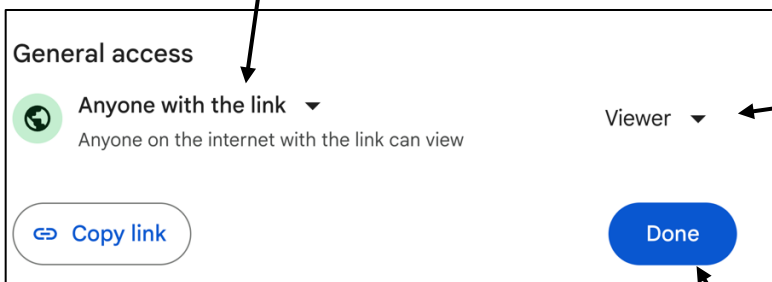 General access
Anyone with the link
Viewer
Anyone on the internet with the link can view
Copy link
Done